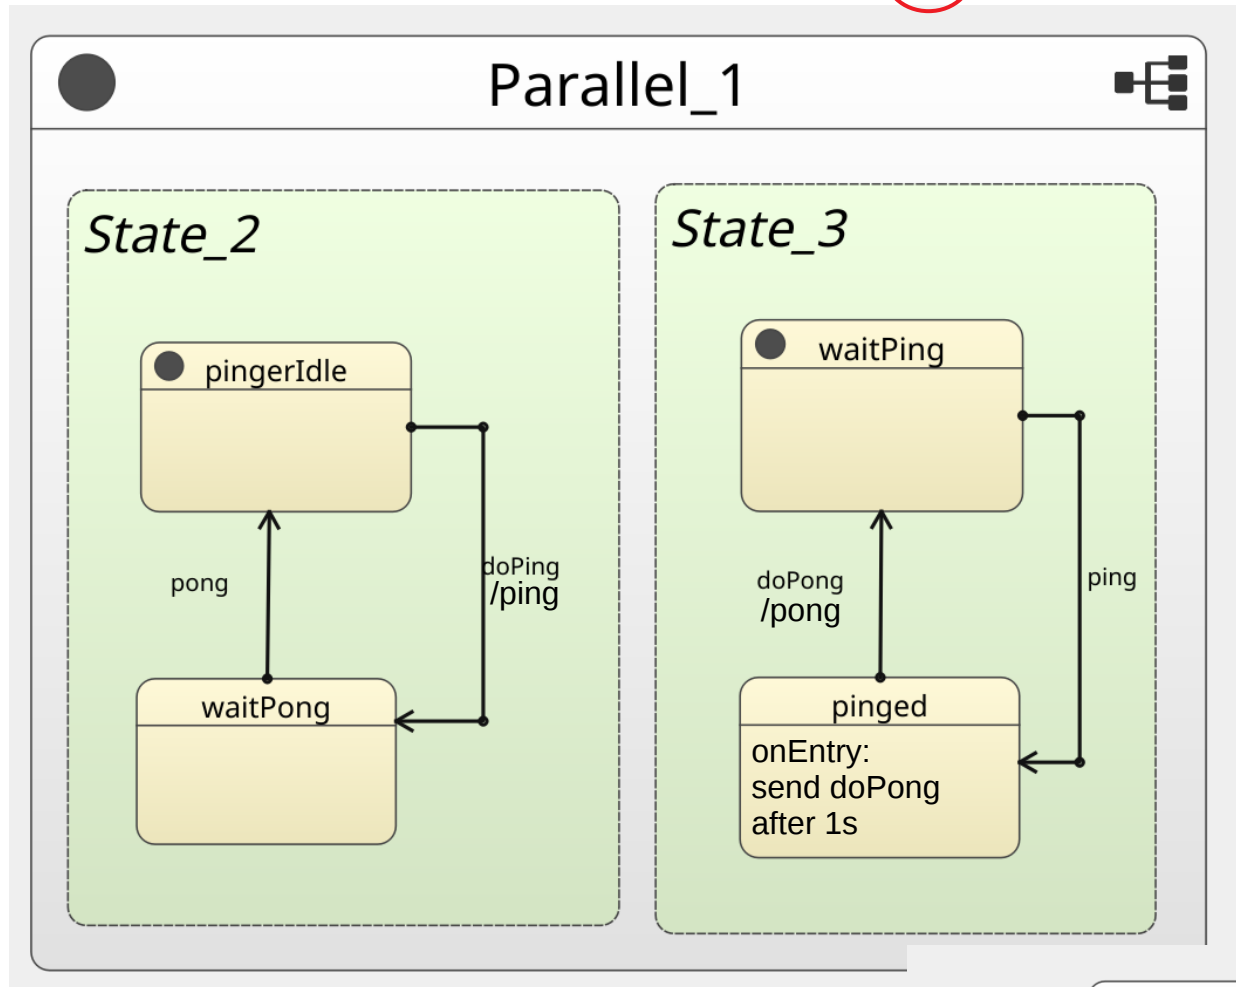 Parallel_1
State_2
pingerIdle
doPing
/ping
pong
waitPong
State_3
waitPing
ping
doPong
/pong
pinged
onEntry:
send doPong
after 1s